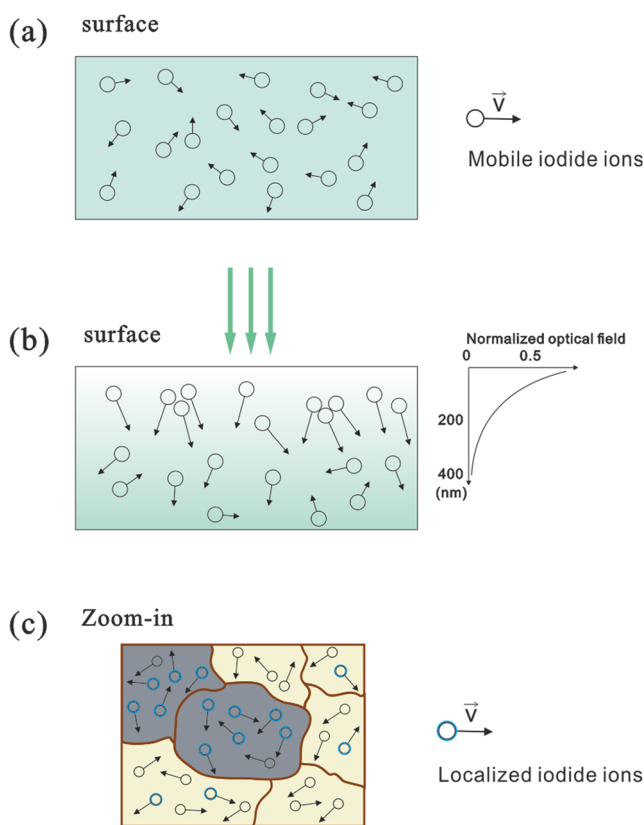 (a)
surface
V
Mobile iodide ions
(b)
surface
Normalized optical field
0
0.5
200
400
(nm)
(c)
Zoom-in
V
Localized iodide ions